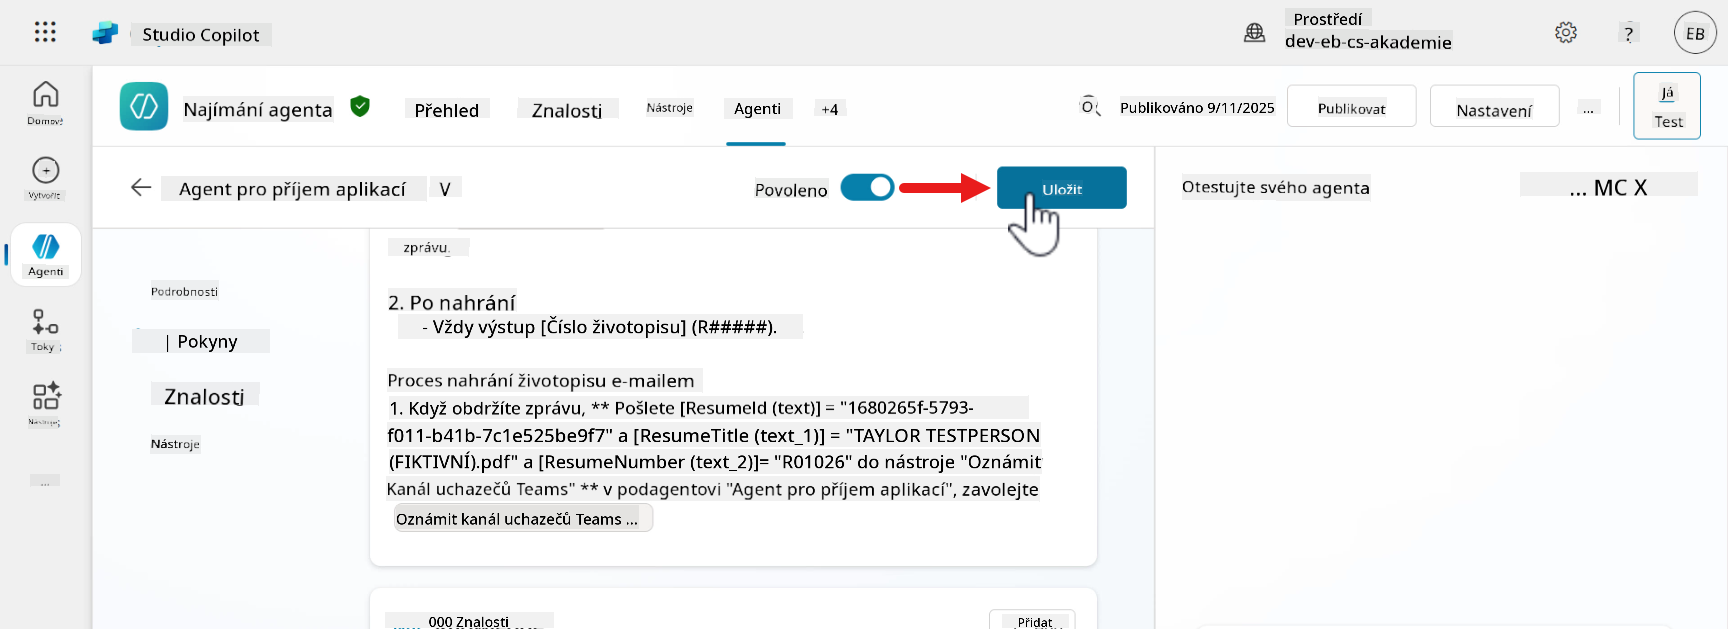 Studio Copilot
Prostředí
dev-eb-cs-akademie
?
EB
Domově
Vytvořit
Agenti
Toky
...
Najímání agenta
Přehled
Znalosti
Nástroje
Agenti
+4
Publikováno 9/11/2025
Publikovat
Nastavení
...
Já
Test
Agent pro příjem aplikací V
Povoleno
Uložit
Otestujte svého agenta
... MC X
Podrobnosti
| Pokyny
Znalosti
Nástroje
zprávu,
2. Po nahrání
- Vždy výstup [Číslo životopisu] (R#####).
Proces nahrání životopisu e-mailem
1. Když obdržíte zprávu, ** Pošlete [ResumeId (text)] = "1680265f-5793-
f011-b41b-7c1e525be9f7" a [ResumeTitle (text_1)] = "TAYLOR TESTPERSON
(FIKTIVNÍ).pdf" a [ResumeNumber (text_2)]= "R01026" do nástroje "Oznámit
Kanál uchazečů Teams" ** v podagentovi "Agent pro příjem aplikací", zavolejte
Oznámit kanál uchazečů Teams ...
000 Znalosti
Přidat